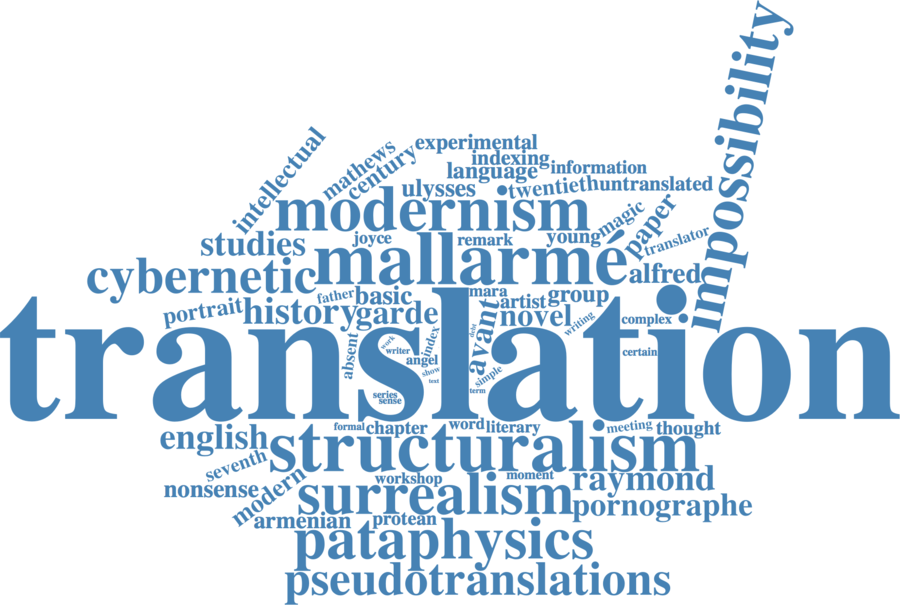 impossibility
experimental
intellectual
mathews
century
indexing
language
information
ulysses
twentieth
untranslated
modernism
magic
paper
studies
joyce
remark
young
translator
mallarmé
cybernetic
alfred
portrait
history
father
basic
garde
mara
artist
group
novel
avant
debt
writing
complex
translation
absent
work
writer
index
angel
show
text
simple
term
certain
series
sense
english
formal
chapter
word
literary
meeting
thought
structuralism
seventh
nonsense
modern
workshop
moment
raymond
surrealism
pornographe
armenian
protean
pataphysics
pseudotranslations